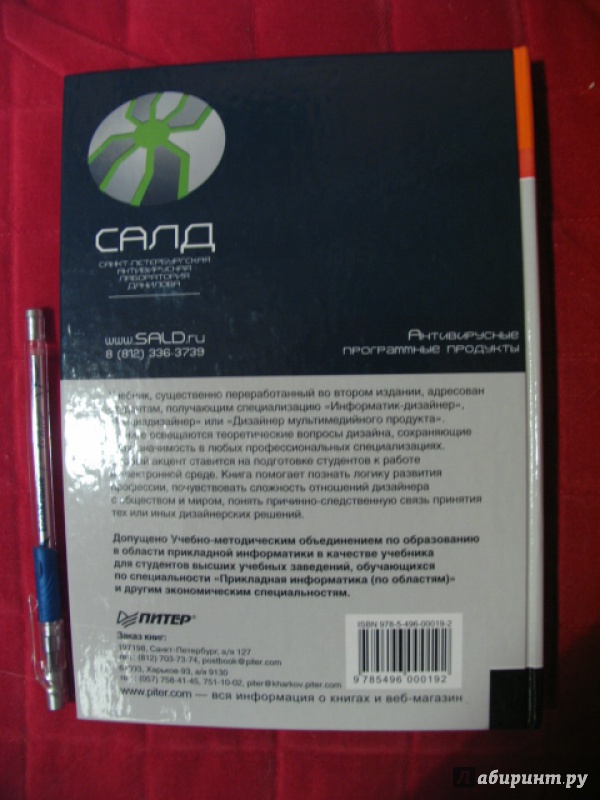 САЛД
САНКТ-ПЕТЕРБУРГСКАЯ
АНТИВИРУСНАЯ
ЛАБОРАТОРИЯ
ДАНИЛОВА
www.SALD.ru
8 (812) 336-3739
Антивирусные
программные продукты
существенно переработанный во втором издании, адресован
получающим специализацию «Информатик-дизайнер»,
или «Дизайнер мультимедийного продукта».
освещаются теоретические вопросы дизайна, сохраняющие
значимость в любых профессиональных специализациях.
акцент ставится на подготовке студентов к работе
электронной среде. Книга помогает познать логику развития
профессии, почувствовать сложность отношений дизайнера
с обществом и миром, понять причинно-следственную связь принятия
тех или иных дизайнерских решений.
Допущено Учебно-методическим объединением по образованию
в области прикладной информатики в качестве учебника
для студентов высших учебных заведений, обучающихся
по специальности «Прикладная информатика (по областям)»
и другим экономическим специальностям.
ПИТЕР
Заказ книг:
197198, Санкт-Петербург, а/я 127
тел.: (812) 703-73-74, postbook@piter.com
61093, Харьков-93, а/я 9130
тел.: (057) 758-41-45, 751-10-02, piter@kharkov.piter.com
www.piter.com — вся информация о книгах и веб-магазин
ISBN 978-5-496-00019-2
9 785496 000192
Лабиринт.ру